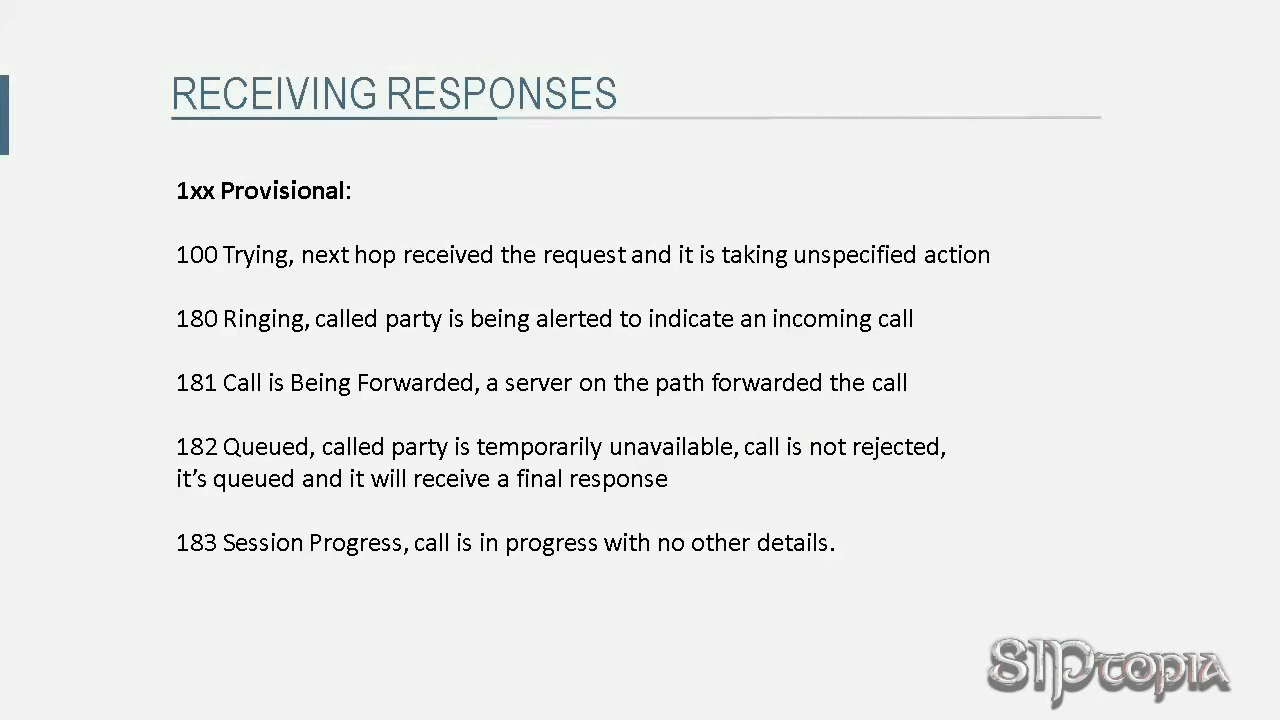 RECEIVING RESPONSES
1xx Provisional:
100 Trying, next hop received the request and it is taking unspecified action
180 Ringing, called party is being alerted to indicate an incoming call
181 Call is Being Forwarded, a server on the path forwarded the call
182 Queued, called party is temporarily unavailable, call is not rejected,
it’s queued and it will receive a final response
183 Session Progress, call is in progress with no other details.
SIPtopia